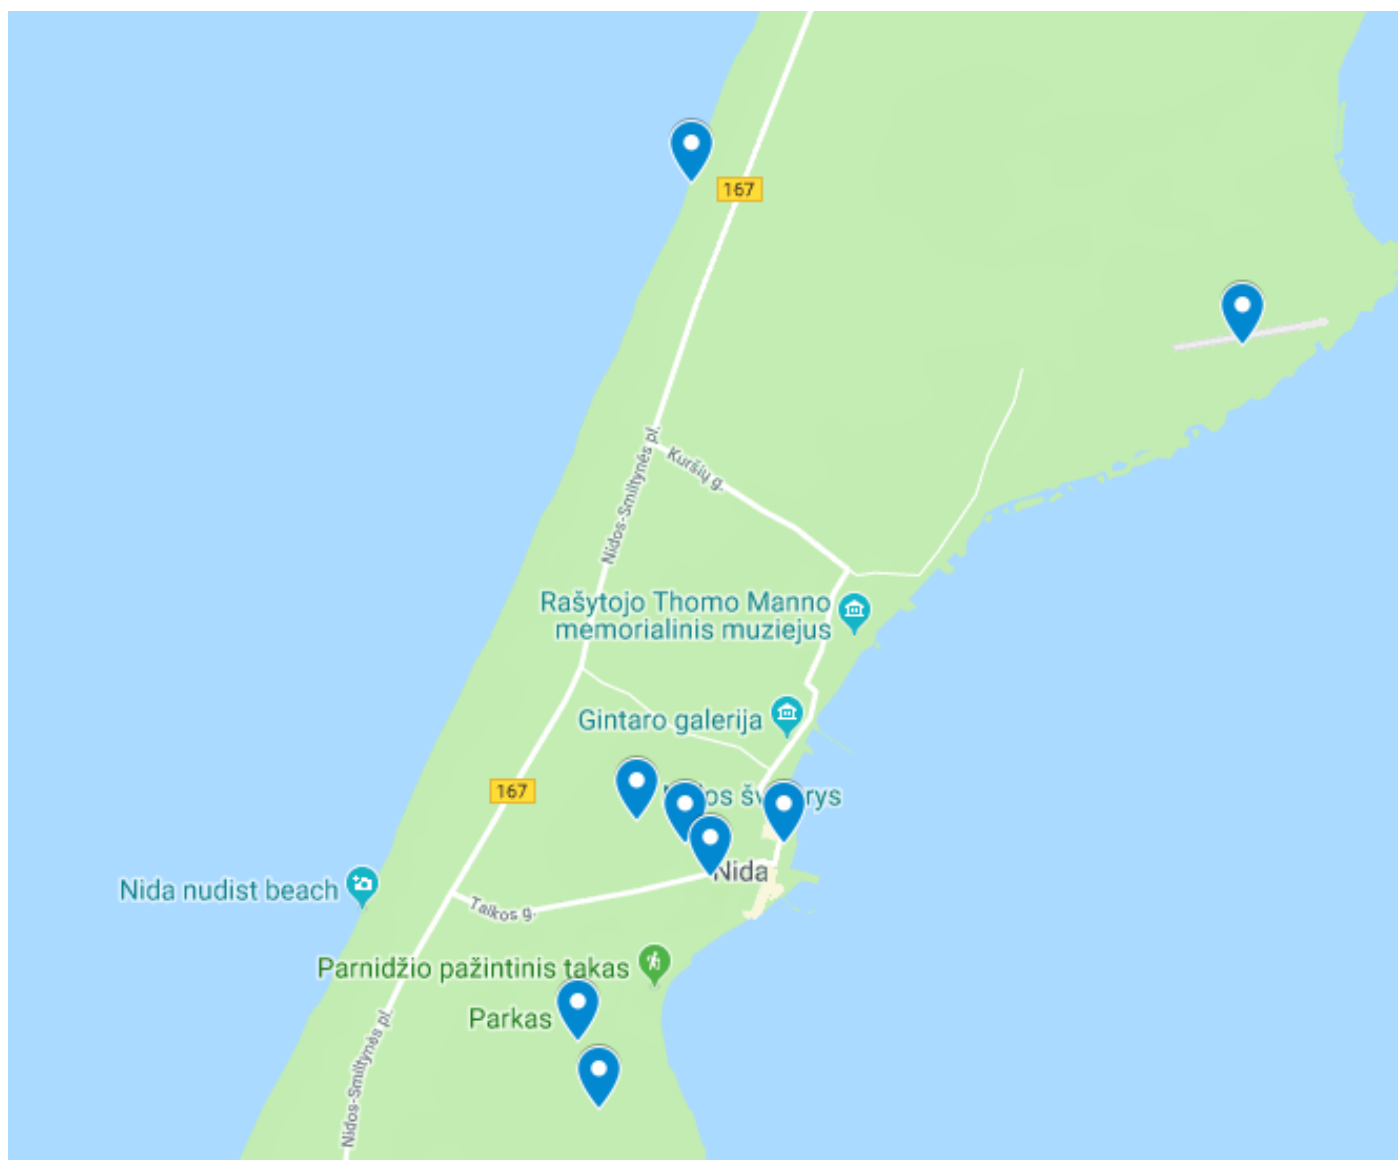 167
Kuršių g.
Nidos-Smiltynės pl.
Rašytojo Thomo Manno
memorialinis muziejus
Gintaro galerija
167
Nida
Nida nudist beach
Taikos g.
Parnidžio pažintinis takas
Parkas
Nidos-Smiltynės pl.